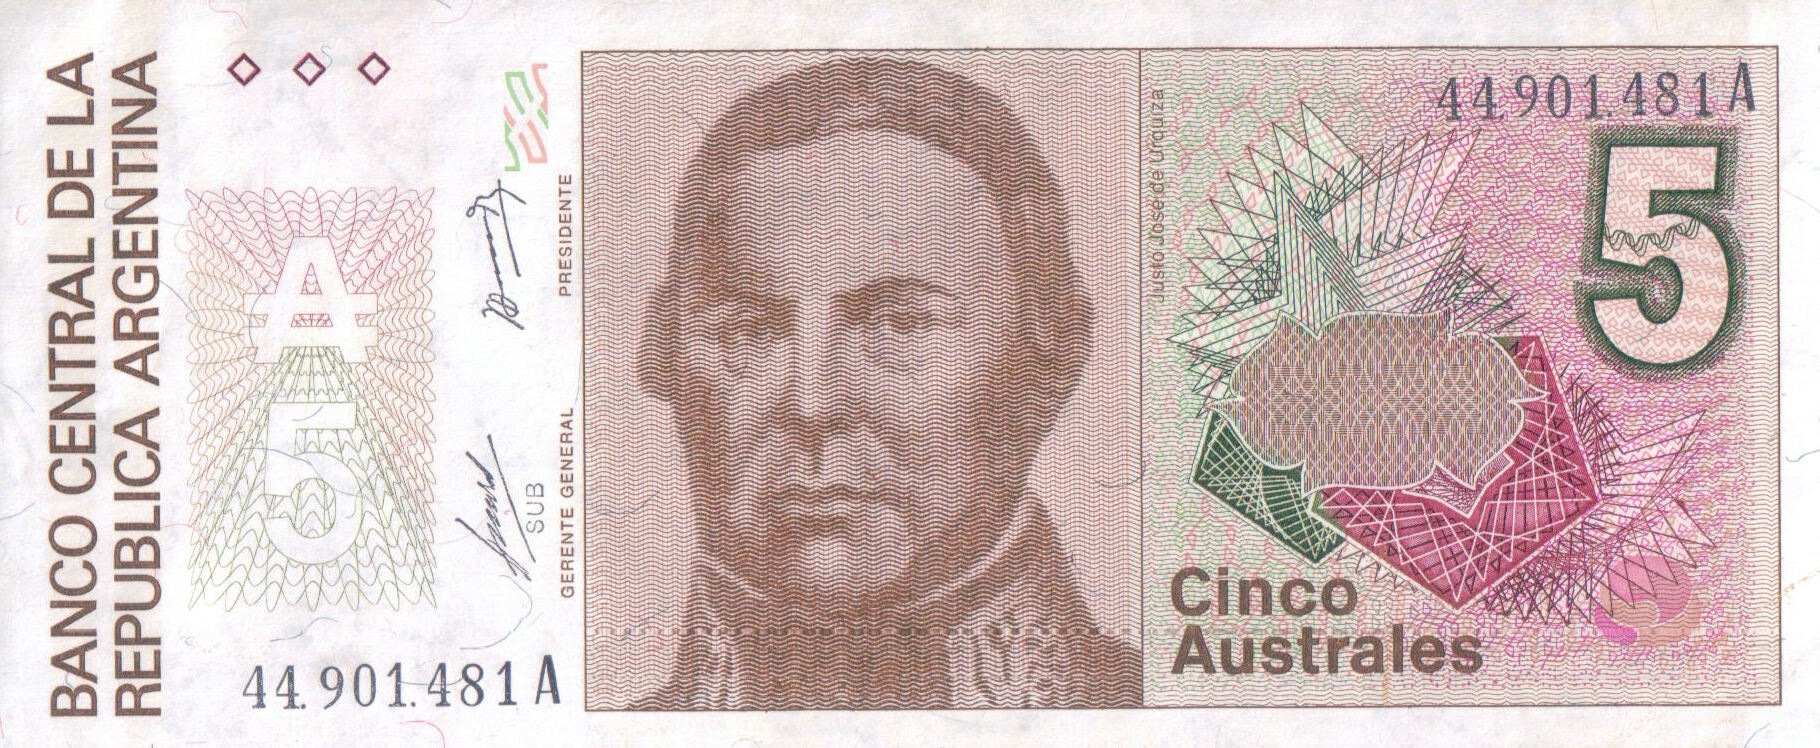 BANCO CENTRAL DE LA
REPUBLICA ARGENTINA
A
5
44.901.481 A
PRESIDENTE
SUB
GERENTE GENERAL
Justo José de Urquiza
44.901.481 A
5
Cinco
Australes